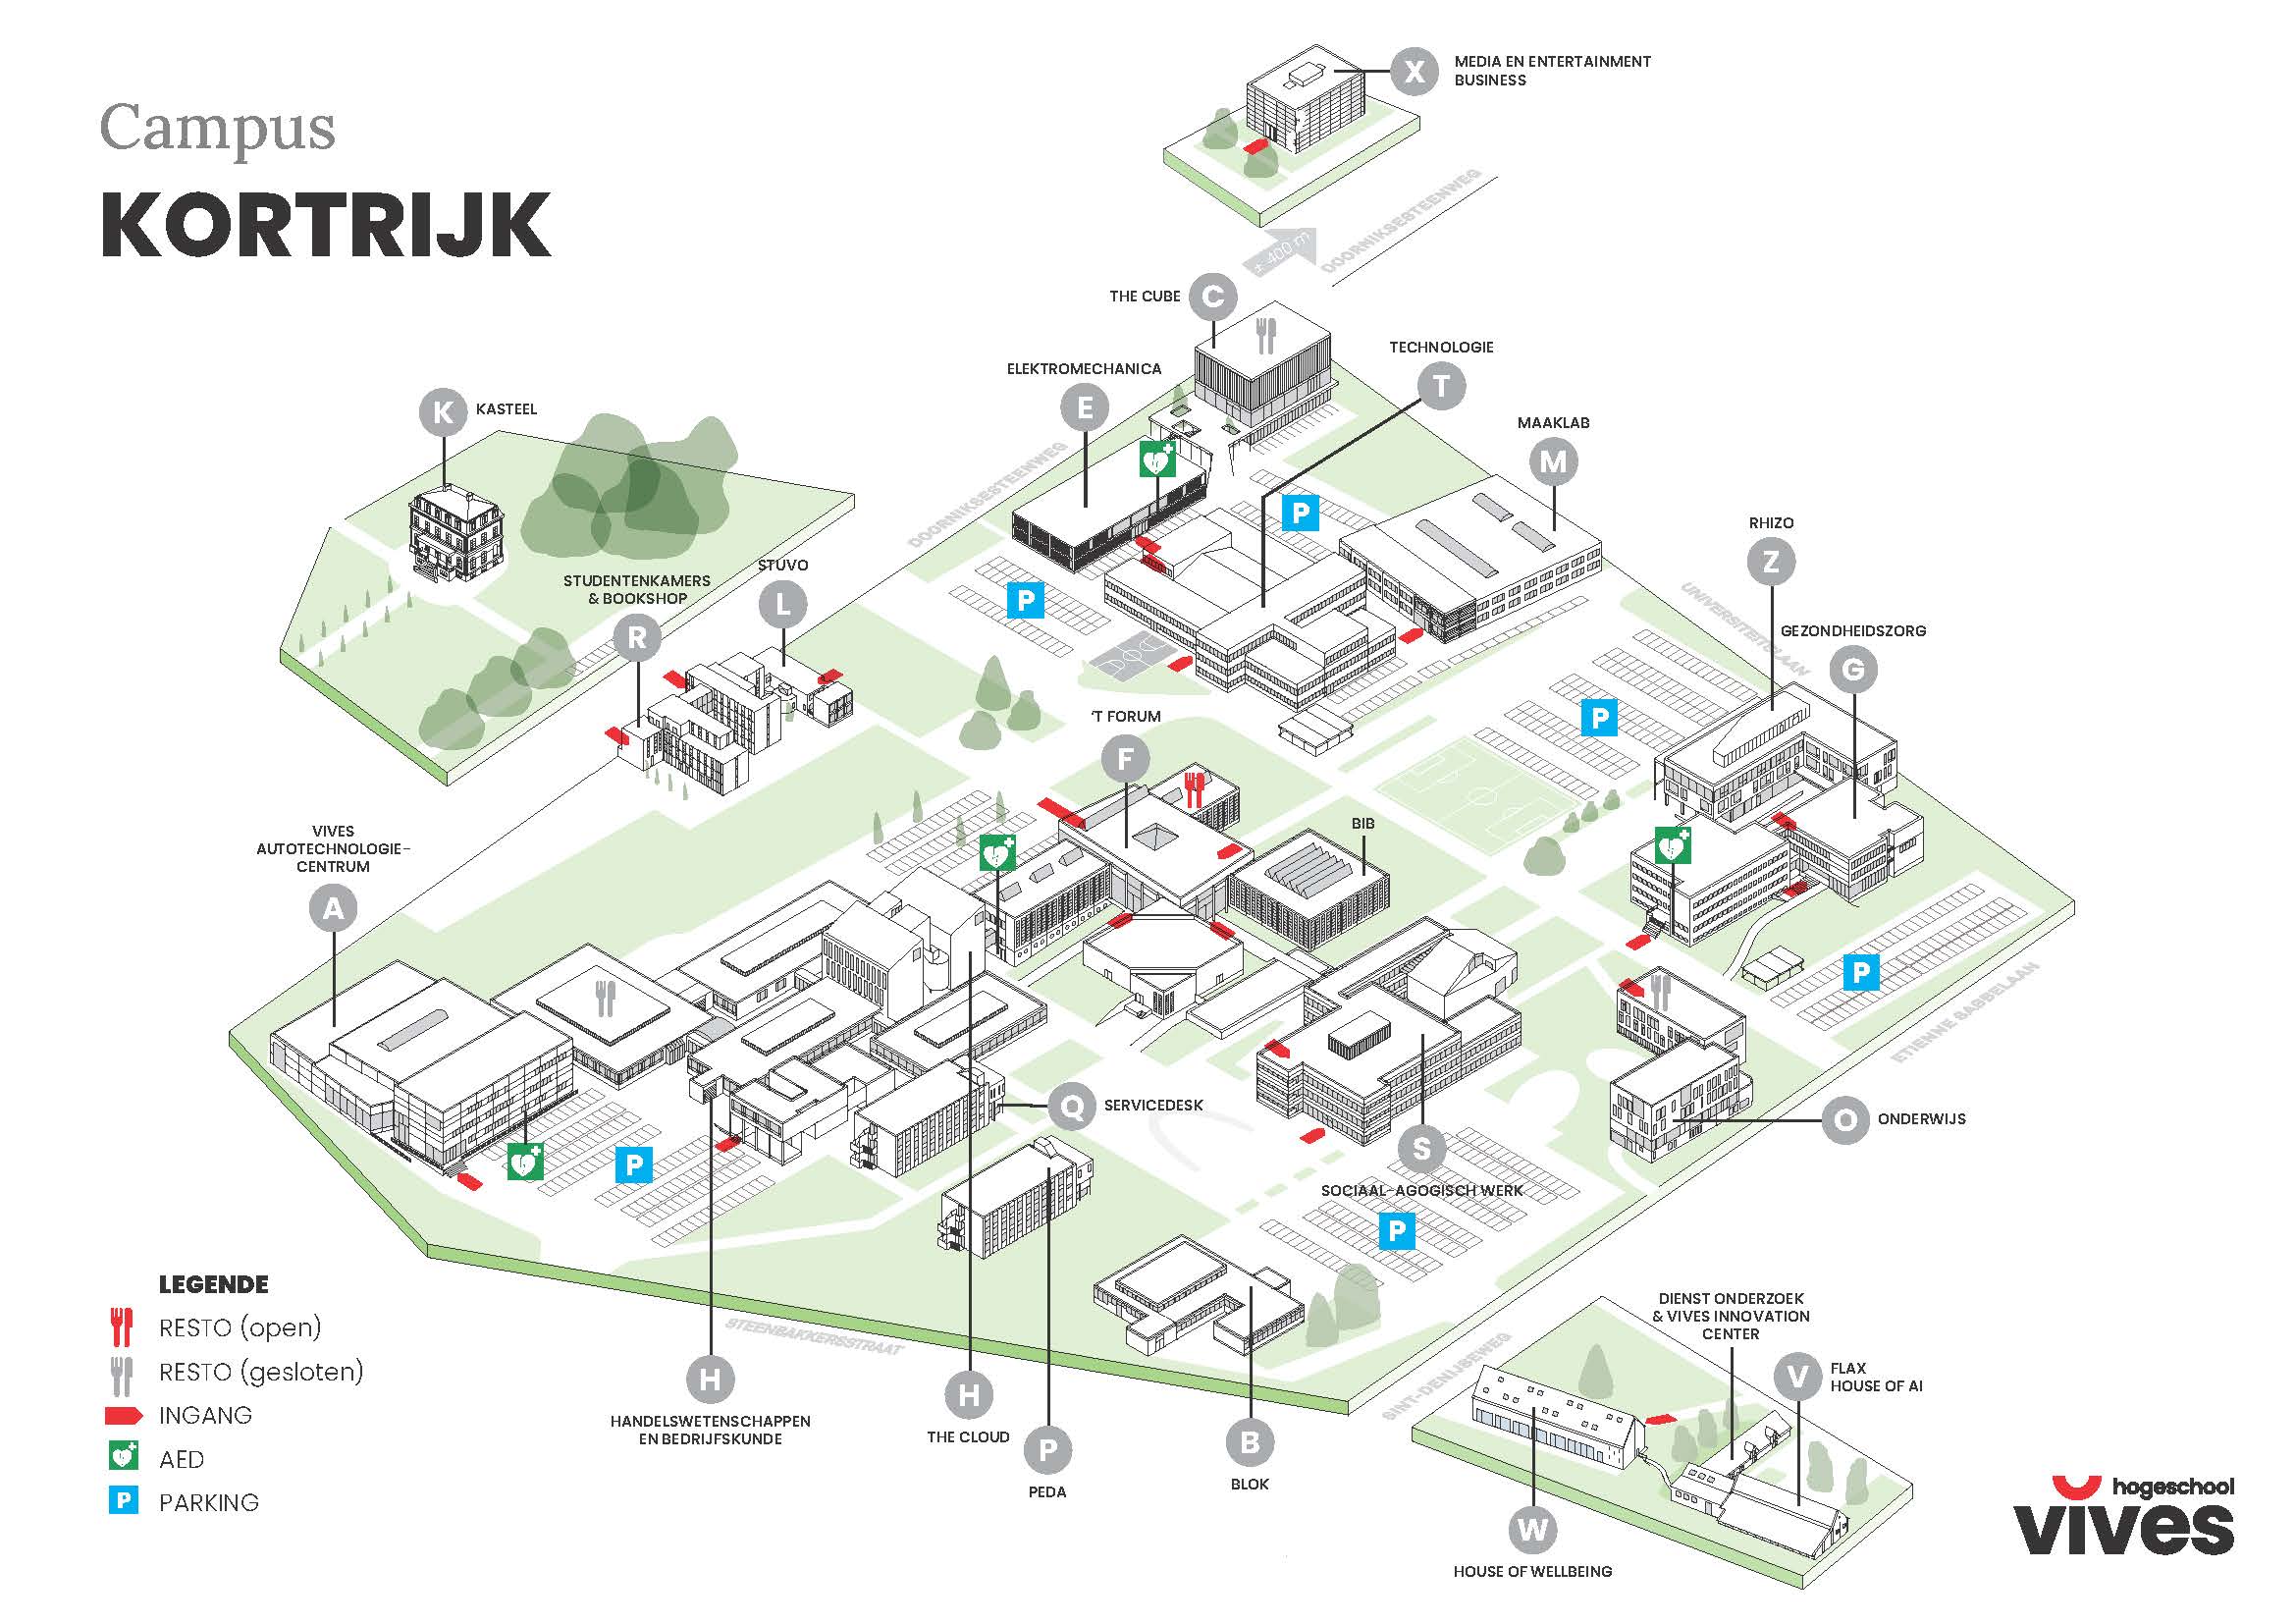 Campus
KORTRIJK
X
MEDIA EN ENTERTAINMENT
BUSINESS
DOORNIKSESTEENWEG
± 400 m
THE CUBE
C
TECHNOLOGIE
T
ELEKTROMECHANICA
E
K
KASTEEL
MAAKLAB
M
DOORNIKSESTEENWEG
P
RHIZO
Z
STUVO
L
STUDENTENKAMERS
& BOOKSHOP
R
P
UNIVERSITEITSLAAN
GEZONDHEIDSZORG
G
P
'T FORUM
F
BIB
VIVES
AUTOTECHNOLOGIE-
CENTRUM
A
P
ETIENNE SABBELAAN
Q
SERVICEDESK
O
ONDERWIJS
S
SOCIAAL-AGOGISCH WERK
P
P
STEENBAKKERSSTRAAT
SINT-DENIJSEWEG
H
HANDELSWETENSCHAPPEN
EN BEDRIJFSKUNDE
H
THE CLOUD
P
PEDA
B
BLOK
DIENST ONDERZOEK
& VIVES INNOVATION
CENTER
V
FLAX
HOUSE OF AI
W
HOUSE OF WELLBEING
LEGENDE
RESTO (open)
RESTO (gesloten)
INGANG
AED
P PARKING
hogeschool
vives